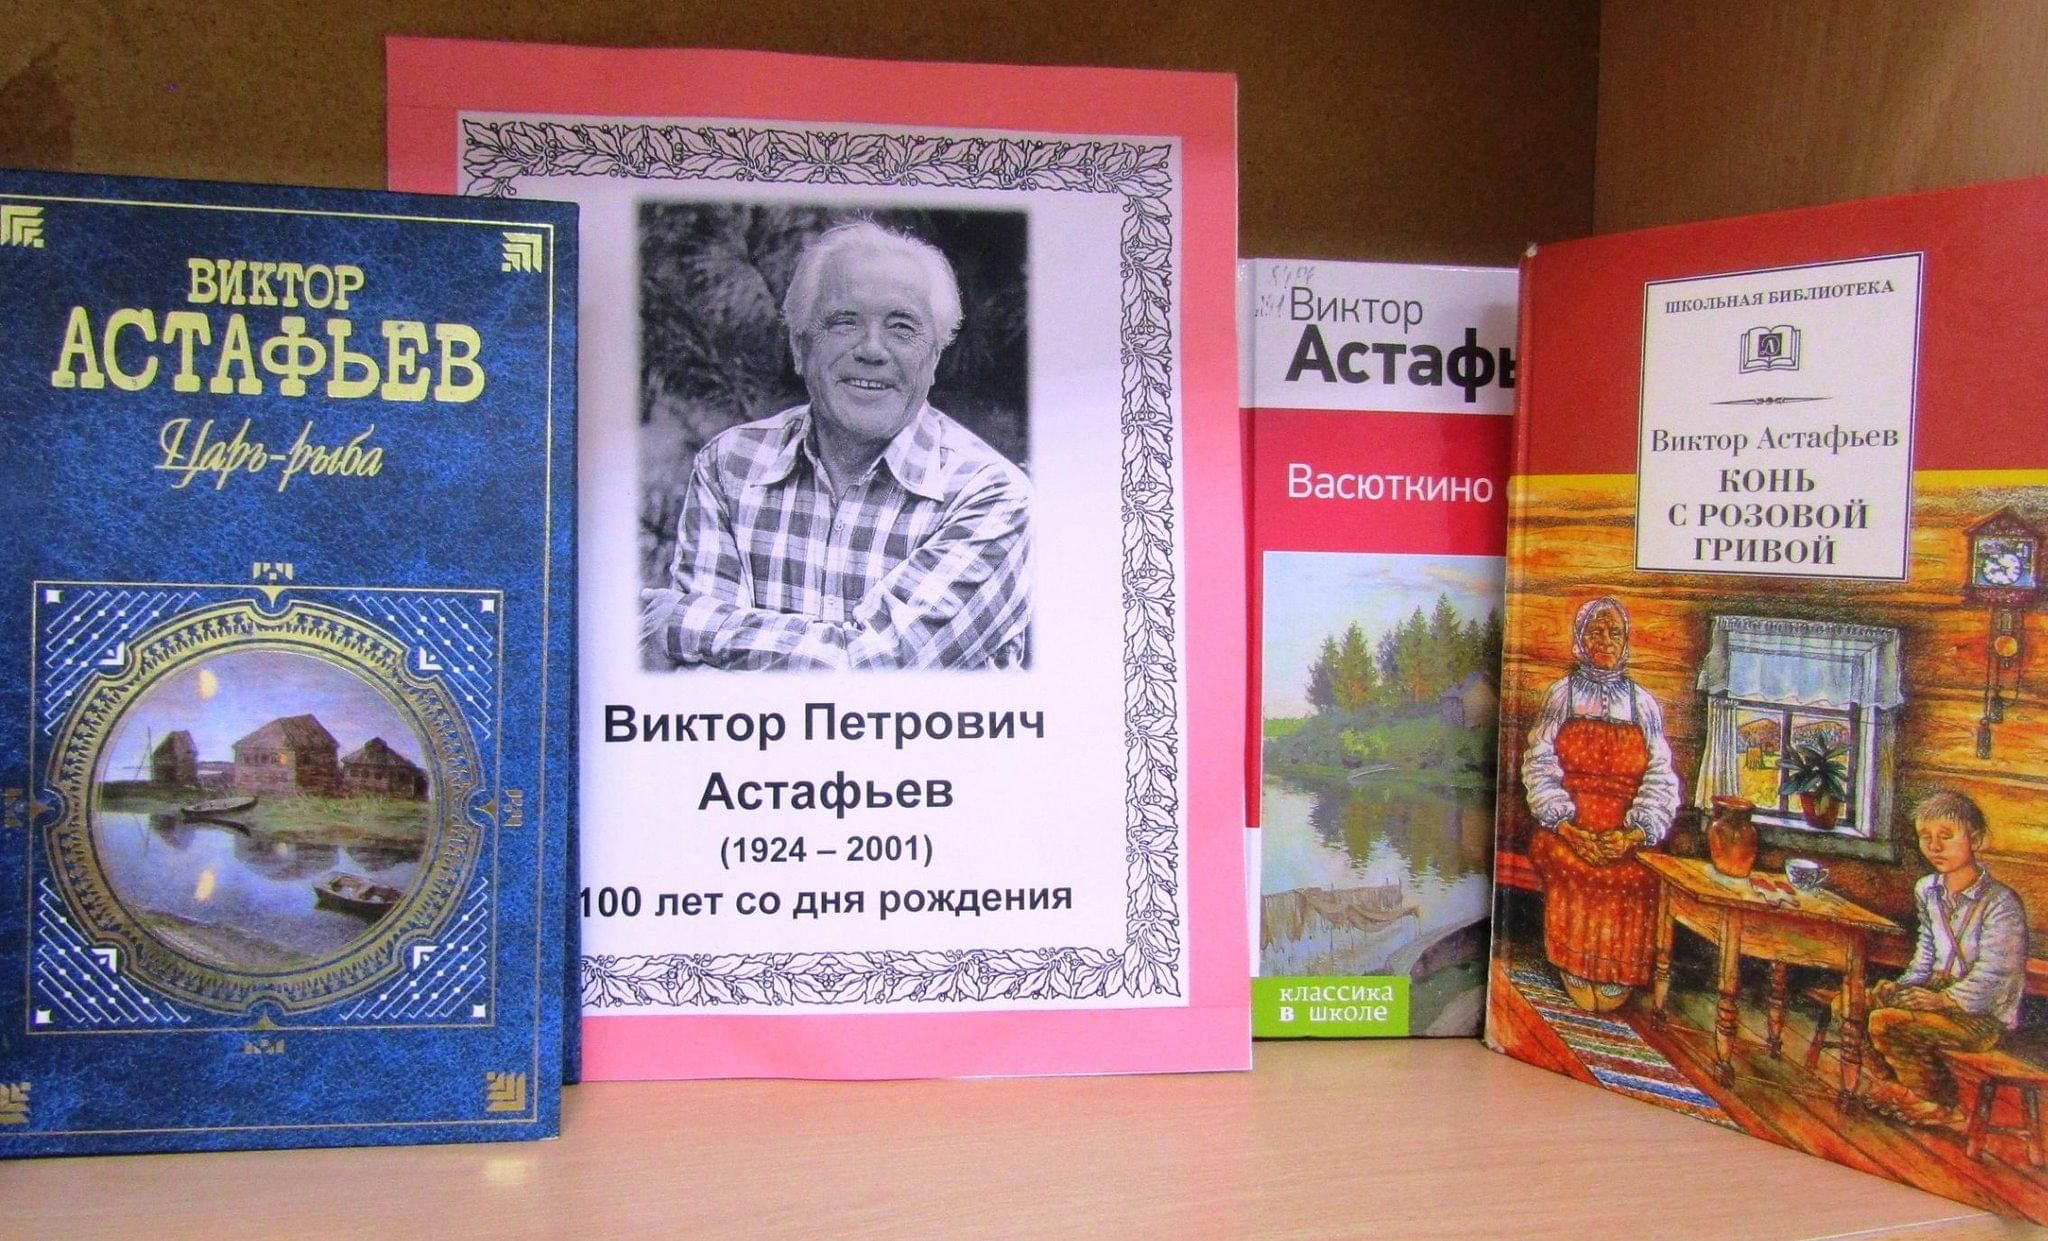 ВИКТОР
АСТАФЬЕВ
Царь-рыба
Виктор Петрович
Астафьев
(1924 – 2001)
100 лет со дня рождения
Виктор
Астафь
Васюткино
классика
в школе
ШКОЛЬНАЯ БИБЛИОТЕКА
Виктор Астафьев
КОНЬ
С РОЗОВОЙ
ГРИВОЙ